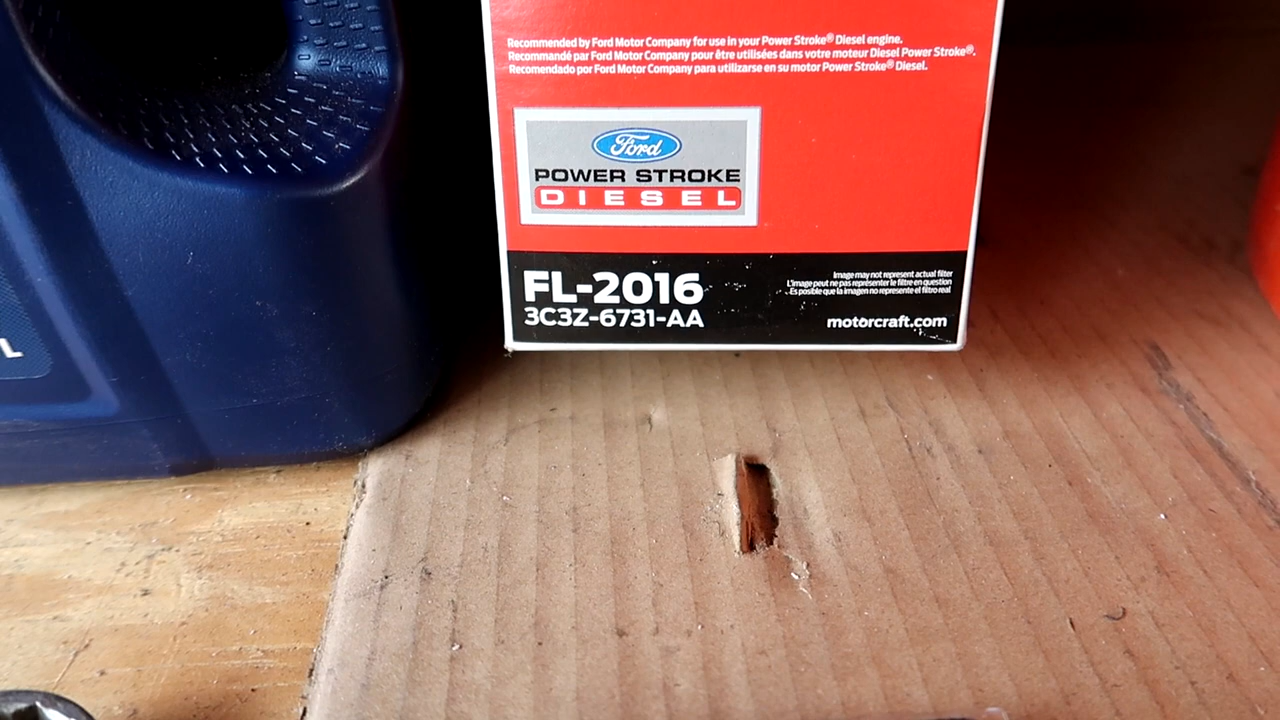 Recommended by Ford Motor Company for use in your Power Stroke® Diesel engine.
Recommandé par Ford Motor Company pour être utilisées dans votre moteur Diesel Power Stroke®.
Recomendado por Ford Motor Company para utilizarse en su motor Power Stroke® Diesel.
Ford
POWER STROKE
DIESEL
FL-2016
3C3Z-6731-AA
Image may not represent actual filter
L'image peut ne pas représenter le filtre en question
Es posible que la imagen no represente el filtro real
motorcraft.com
L